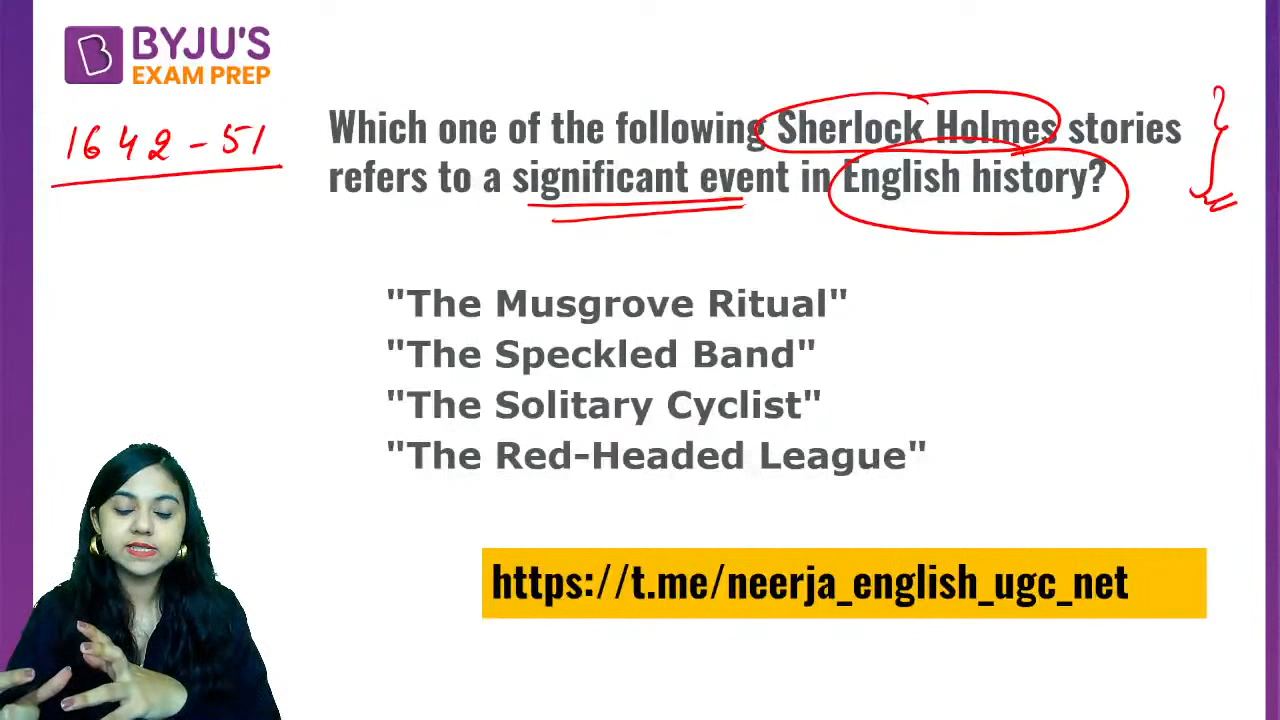 BYJU'S
EXAM PREP
1642-51
Which one of the following Sherlock Holmes stories
refers to a significant event in English history?
"The Musgrove Ritual"
"The Speckled Band"
"The Solitary Cyclist"
"The Red-Headed League"
https://t.me/neerja_english_ugc_net